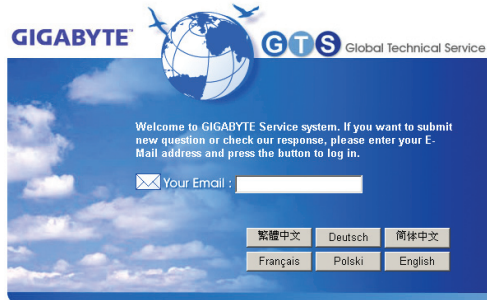 GIGABYTE™
GTS Global Technical Service
Welcome to GIGABYTE Service system. If you want to submit
new question or check our response, please enter your E-
Mail address and press the button to log in.
Your Email :
繁體中文 Deutsch 简体中文
Français Polski English